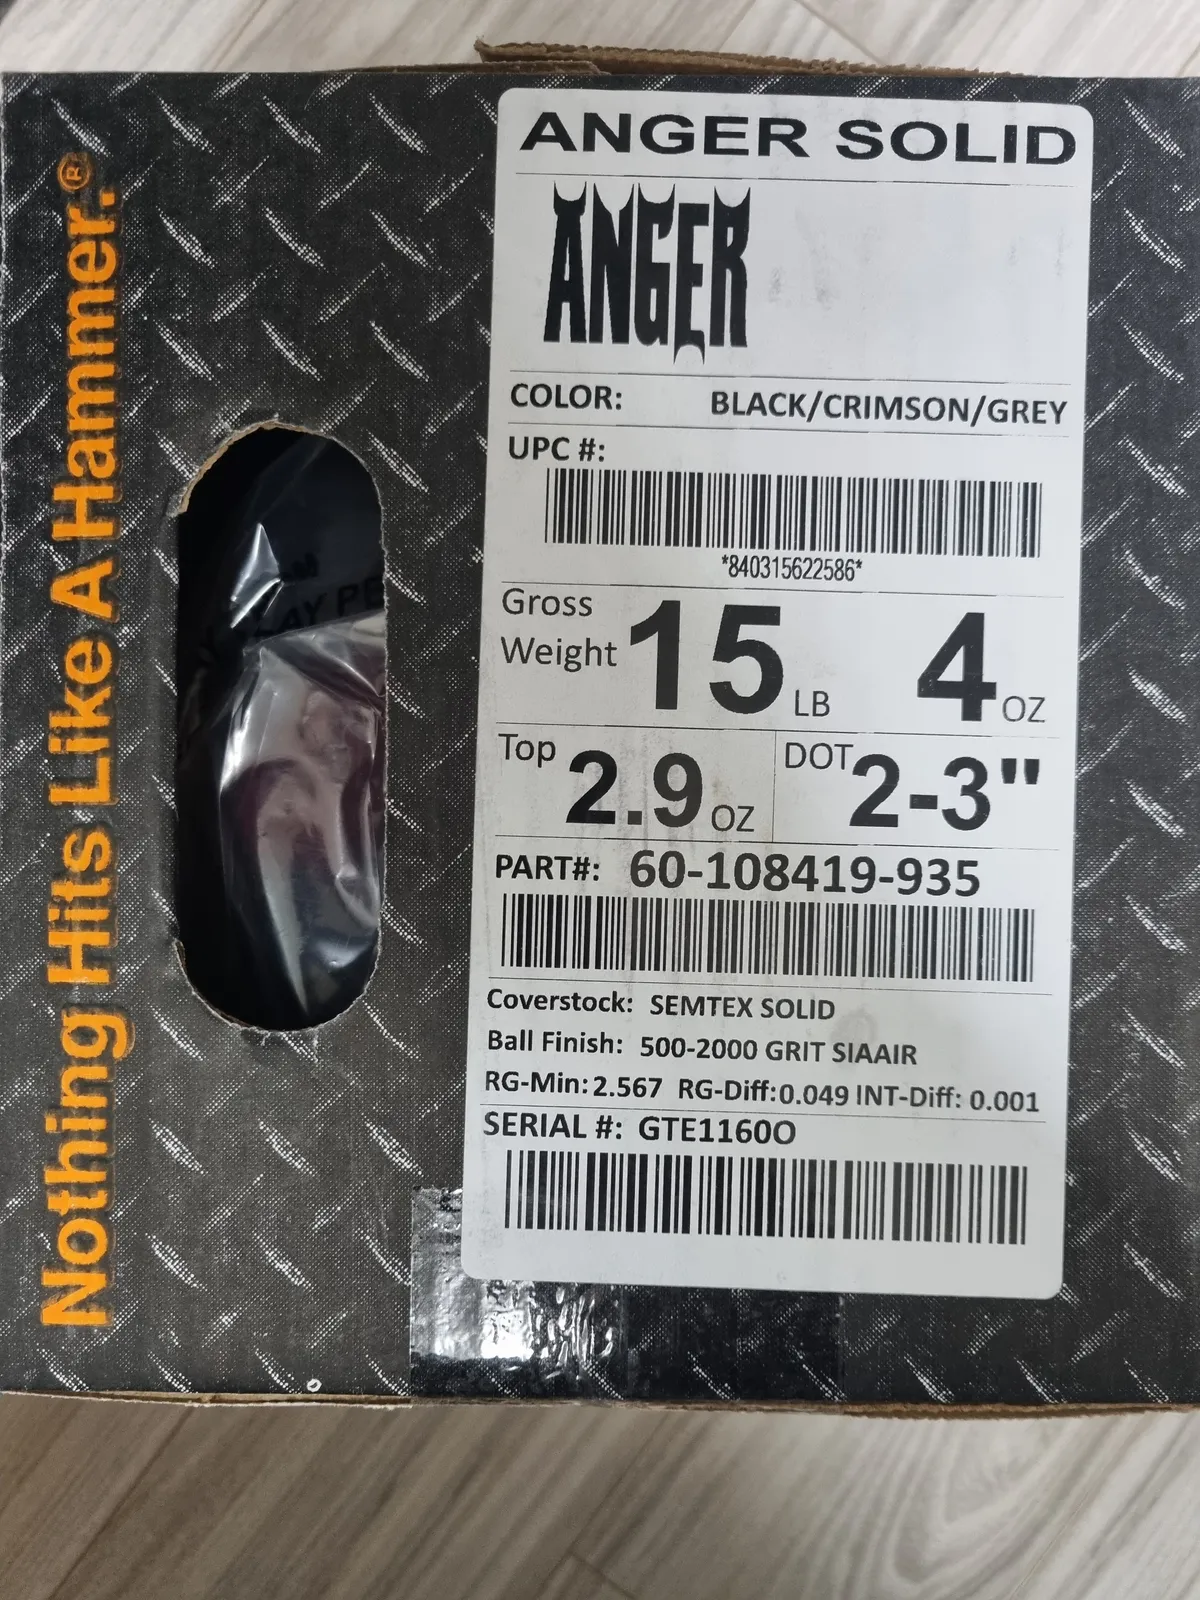 Nothing Hits Like A Hammer.®
ANGER SOLID
ANGER
COLOR: BLACK/CRIMSON/GREY
UPC #:
*840315622586*
Gross Weight 15 LB 4 OZ
Top 2.9 OZ DOT 2-3"
PART#: 60-108419-935
Coverstock: SEMTEX SOLID
Ball Finish: 500-2000 GRIT SIAAIR
RG-Min: 2.567 RG-Diff: 0.049 INT-Diff: 0.001
SERIAL #: GTE1160O